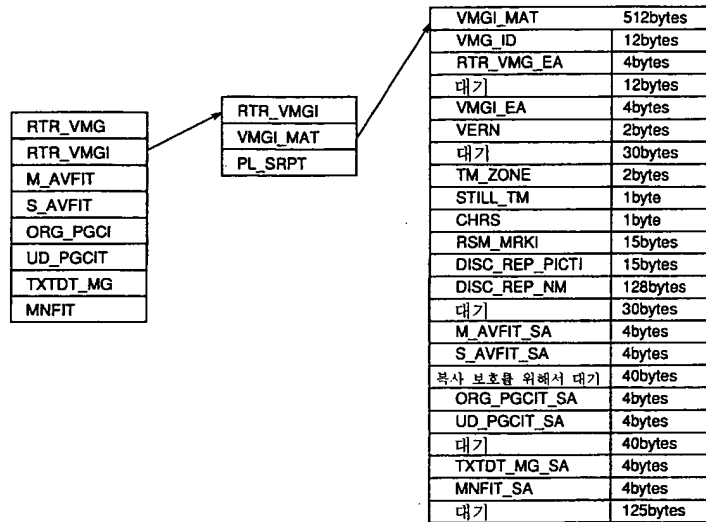 RTR_VMG
RTR_VMGI
M_AVFIT
S_AVFIT
ORG_PGCI
UD_PGCIT
TXTDT_MG
MNFIT
RTR_VMGI
VMGI_MAT
PL_SRPT
VMGI_MAT 512bytes
VMG_ID 12bytes
RTR_VMG_EA 4bytes
대기 12bytes
VMGI_EA 4bytes
VERN 2bytes
대기 30bytes
TM_ZONE 2bytes
STILL_TM 1byte
CHRS 1byte
RSM_MRKI 15bytes
DISC_REP_PICTI 15bytes
DISC_REP_NM 128bytes
대기 30bytes
M_AVFIT_SA 4bytes
S_AVFIT_SA 4bytes
복사 보호를 위해서 대기 40bytes
ORG_PGCIT_SA 4bytes
UD_PGCIT_SA 4bytes
대기 40bytes
TXTDT_MG_SA 4bytes
MNFIT_SA 4bytes
대기 125bytes